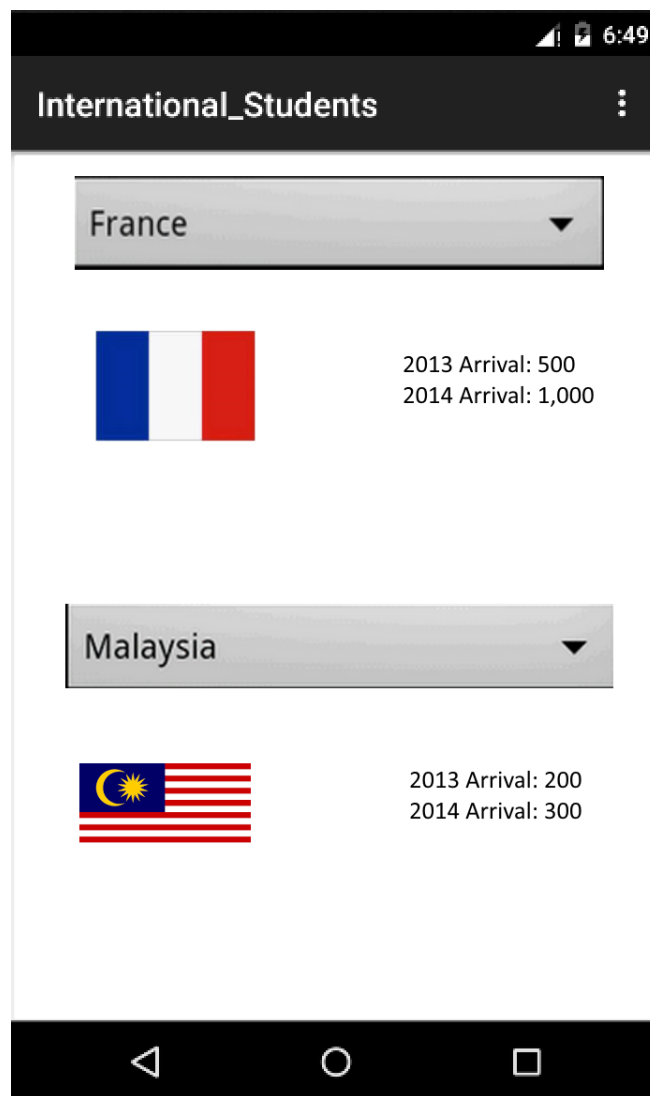 6:49
International_Students
France
2013 Arrival: 500
2014 Arrival: 1,000
Malaysia
2013 Arrival: 200
2014 Arrival: 300